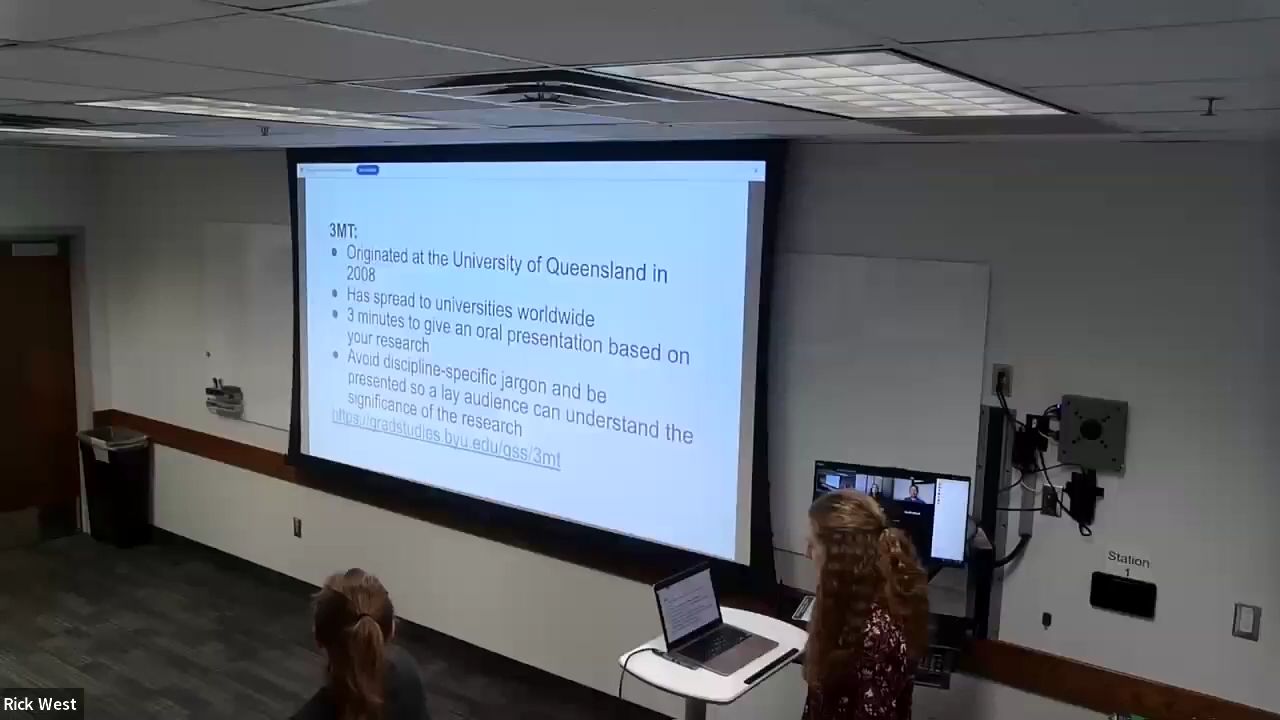 3MT:
• Originated at the University of Queensland in
2008
• Has spread to universities worldwide
• 3 minutes to give an oral presentation based on
your research
• Avoid discipline-specific jargon and be
presented so a lay audience can understand the
significance of the research
https://gradstudies.byu.edu/gss/3mt
Station
1
Rick West